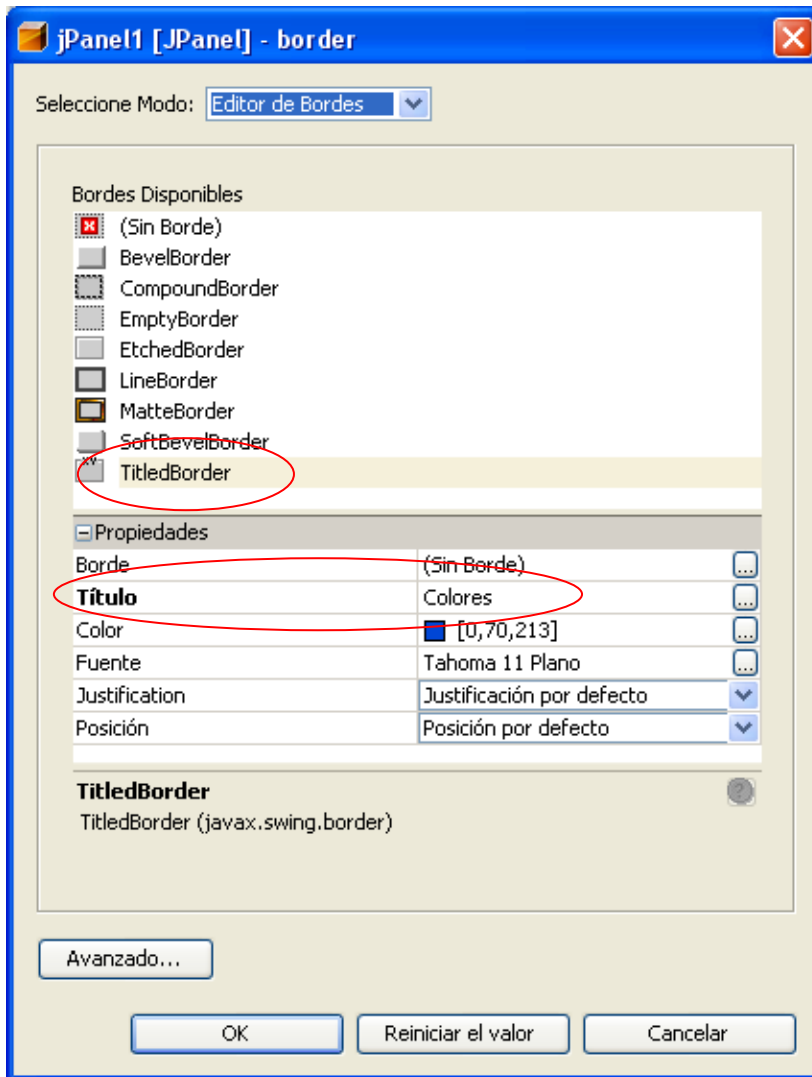 jPanel1 [JPanel] - border
Seleccione Modo: Editor de Bordes
Bordes Disponibles
(Sin Borde)
BevelBorder
CompoundBorder
EmptyBorder
EtchedBorder
LineBorder
MatteBorder
SoftBevelBorder
XY TitledBorder
Propiedades
Borde (Sin Borde) ...
Título Colores ...
Color [0,70,213] ...
Fuente Tahoma 11 Plano ...
Justification Justificación por defecto
Posición Posición por defecto
TitledBorder ?
TitledBorder (javax.swing.border)
Avanzado...
OK Reiniciar el valor Cancelar